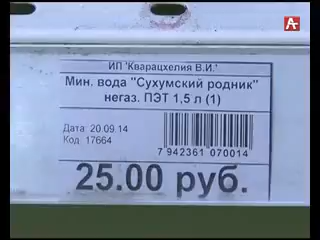 ИП 'Кварацхелия В.И.'
Мин. вода "Сухумский родник"
негаз. ПЭТ 1,5 л (1)
Дата: 20.09.14
Код: 17664
7 942361 070014
25.00 руб.